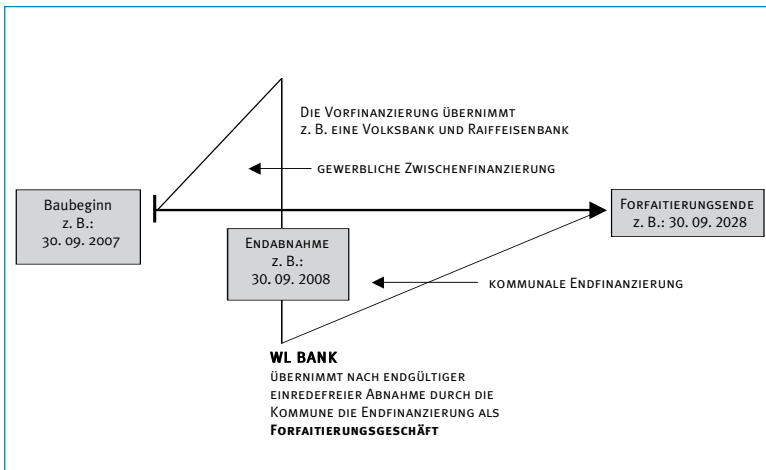 Die Vorfinanzierung übernimmt
z. B. eine Volksbank und Raiffeisenbank
gewerbliche Zwischenfinanzierung
Baubeginn
z. B.:
30. 09. 2007
Forfaitierungsende
z. B.: 30. 09. 2028
Endabnahme
z. B.:
30. 09. 2008
kommunale Endfinanzierung
WL BANK
übernimmt nach endgültiger
einredefreier Abnahme durch die
Kommune die Endfinanzierung als
Forfaitierungsgeschäft